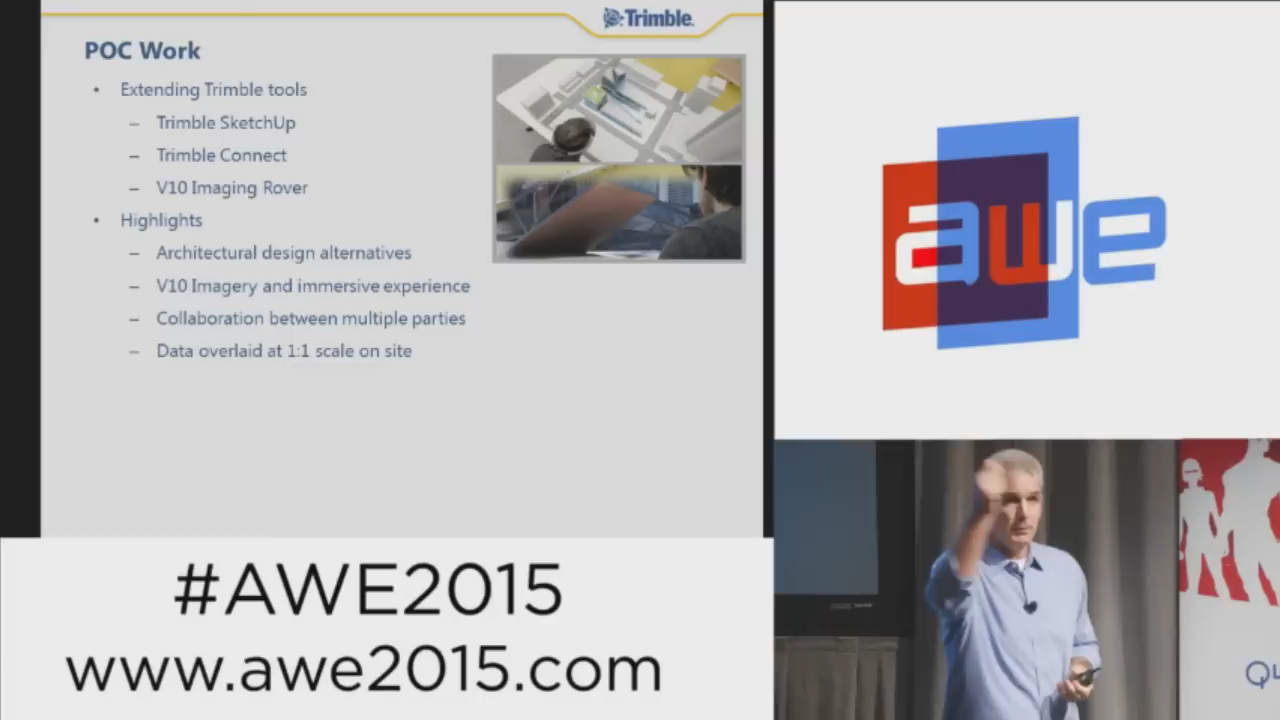 Trimble.
POC Work
• Extending Trimble tools
– Trimble SketchUp
– Trimble Connect
– V10 Imaging Rover
• Highlights
– Architectural design alternatives
– V10 Imagery and immersive experience
– Collaboration between multiple parties
– Data overlaid at 1:1 scale on site
awe
#AWE2015
www.awe2015.com